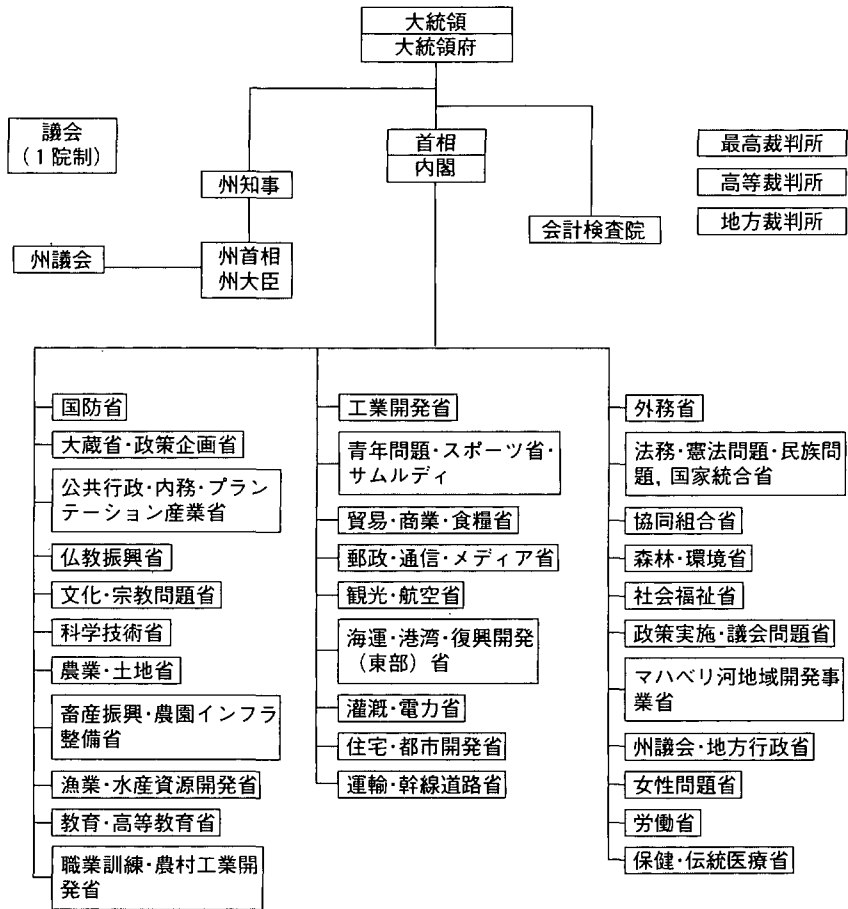 大統領
大統領府
議会
(1院制)
首相
内閣
最高裁判所
高等裁判所
地方裁判所
州知事
会計検査院
州議会
州首相
州大臣
国防省
大蔵省・政策企画省
公共行政・内務・プラン
テーション産業省
仏教振興省
文化・宗教問題省
科学技術省
農業・土地省
畜産振興・農園インフラ
整備省
漁業・水産資源開発省
教育・高等教育省
職業訓練・農村工業開
発省
工業開発省
青年問題・スポーツ省・
サムルディ
貿易・商業・食糧省
郵政・通信・メディア省
観光・航空省
海運・港湾・復興開発
(東部)省
灌漑・電力省
住宅・都市開発省
運輸・幹線道路省
外務省
法務・憲法問題・民族問
題,国家統合省
協同組合省
森林・環境省
社会福祉省
政策実施・議会問題省
マハベリ河地域開発事
業省
州議会・地方行政省
女性問題省
労働省
保健・伝統医療省